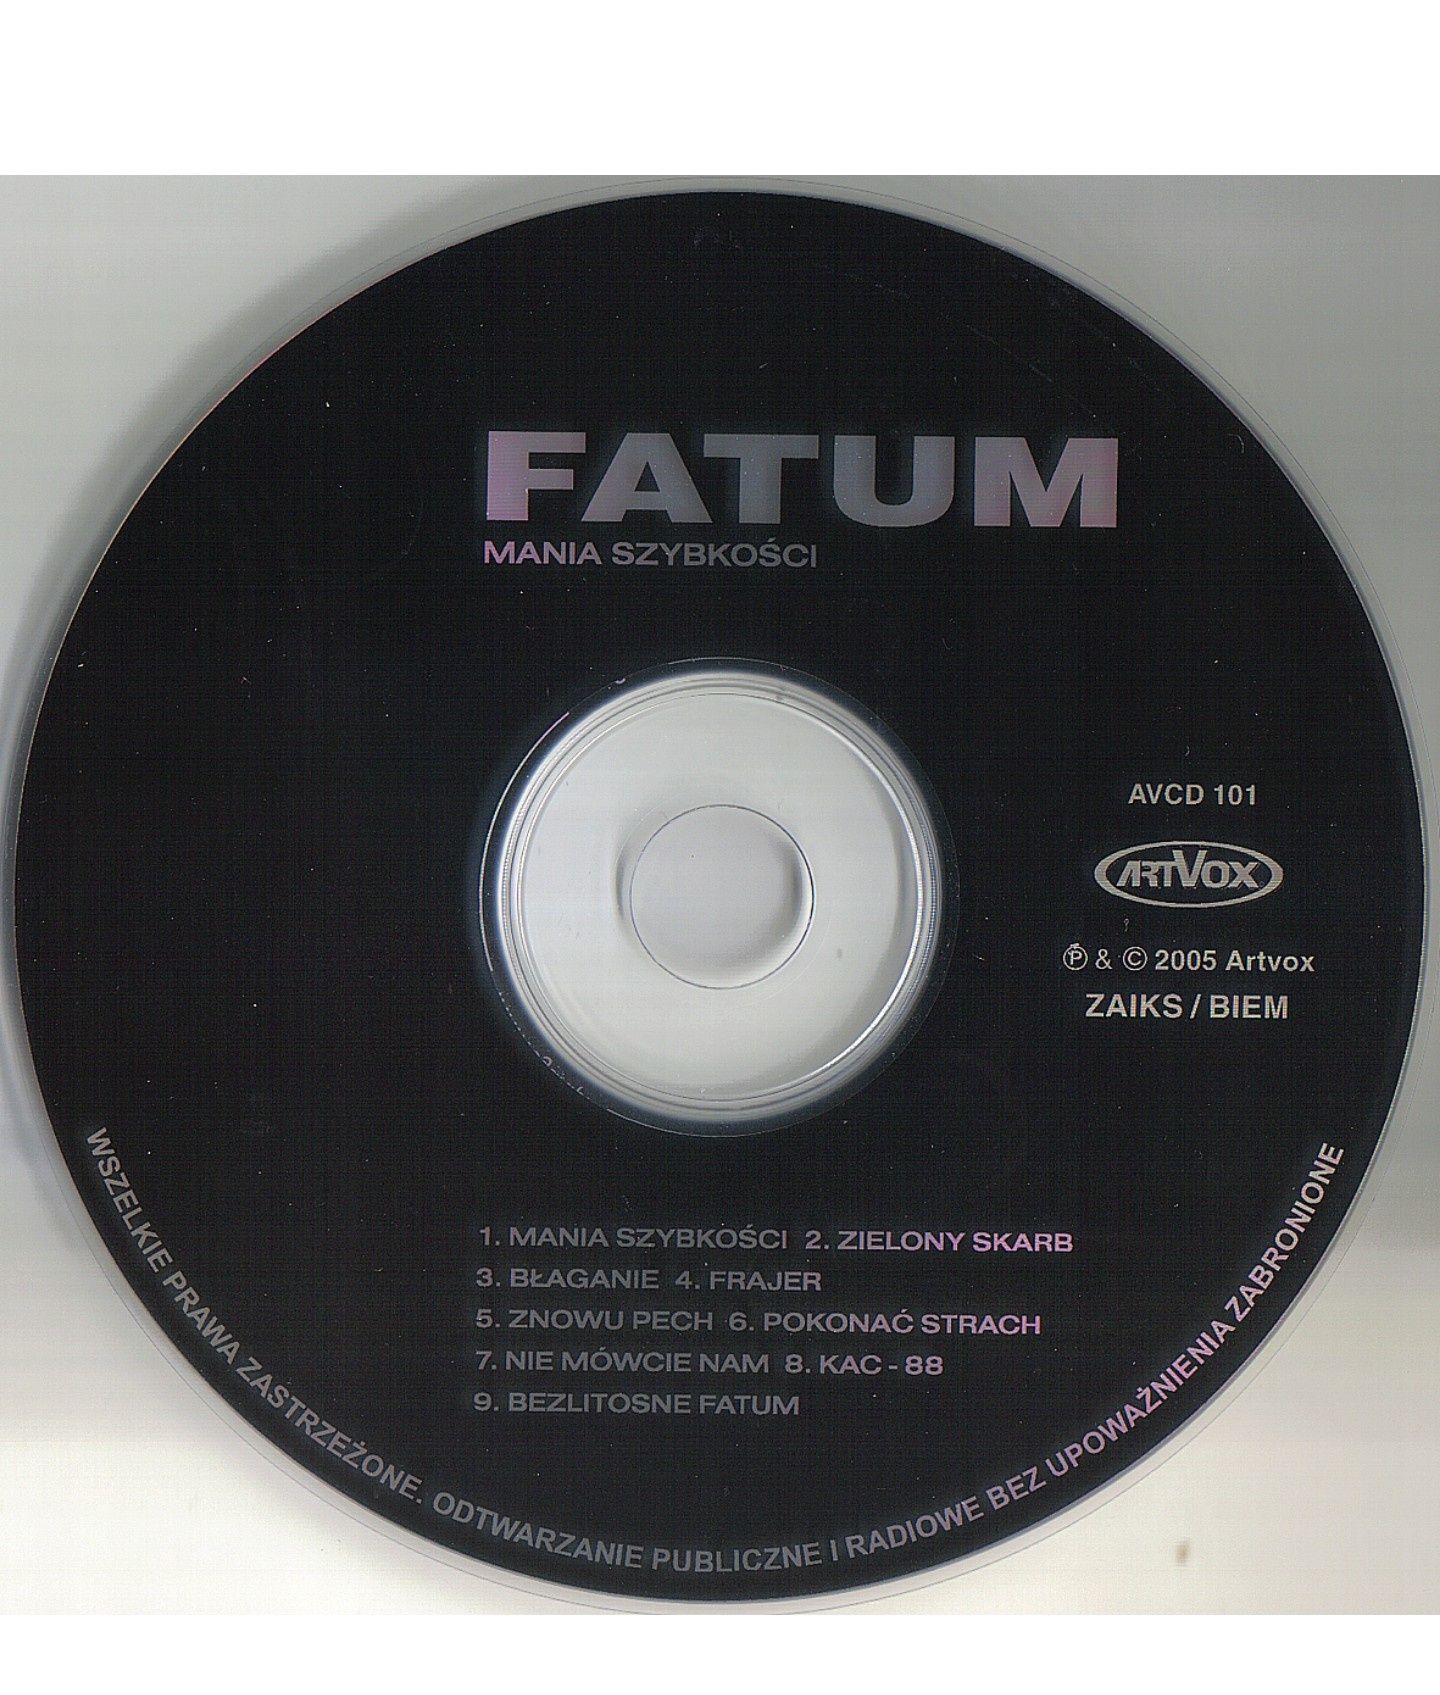 FATUM
MANIA SZYBKOŚCI
AVCD 101
ARTVOX
Ⓟ & © 2005 Artvox
ZAIKS / BIEM
1. MANIA SZYBKOŚCI 2. ZIELONY SKARB
3. BŁAGANIE 4. FRAJER
5. ZNOWU PECH 6. POKONAĆ STRACH
7. NIE MÓWCIE NAM 8. KAC - 88
9. BEZLITOSNE FATUM
WSZELKIE PRAWA ZASTRZEŻONE. ODTWARZANIE PUBLICZNE I RADIOWE BEZ UPOWAŻNIENIA ZABRONIONE